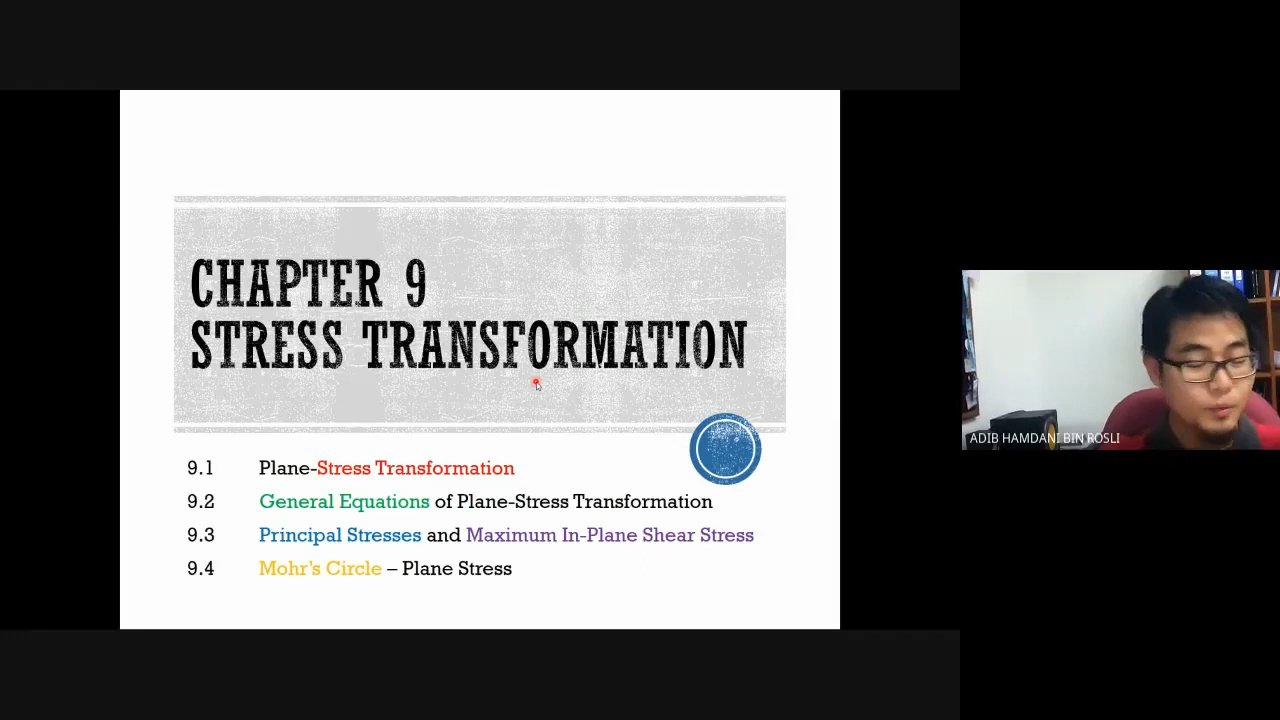 CHAPTER 9
STRESS TRANSFORMATION
9.1 Plane-Stress Transformation
9.2 General Equations of Plane-Stress Transformation
9.3 Principal Stresses and Maximum In-Plane Shear Stress
9.4 Mohr's Circle – Plane Stress
ADIB HAMDANI BIN ROSLI